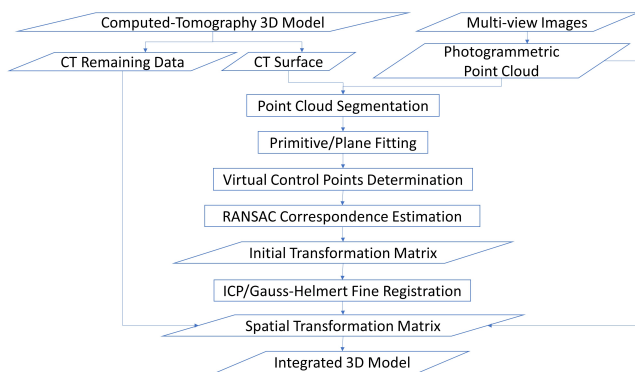 Computed-Tomography 3D Model
Multi-view Images
CT Remaining Data
CT Surface
Photogrammetric
Point Cloud
Point Cloud Segmentation
Primitive/Plane Fitting
Virtual Control Points Determination
RANSAC Correspondence Estimation
Initial Transformation Matrix
ICP/Gauss-Helmert Fine Registration
Spatial Transformation Matrix
Integrated 3D Model